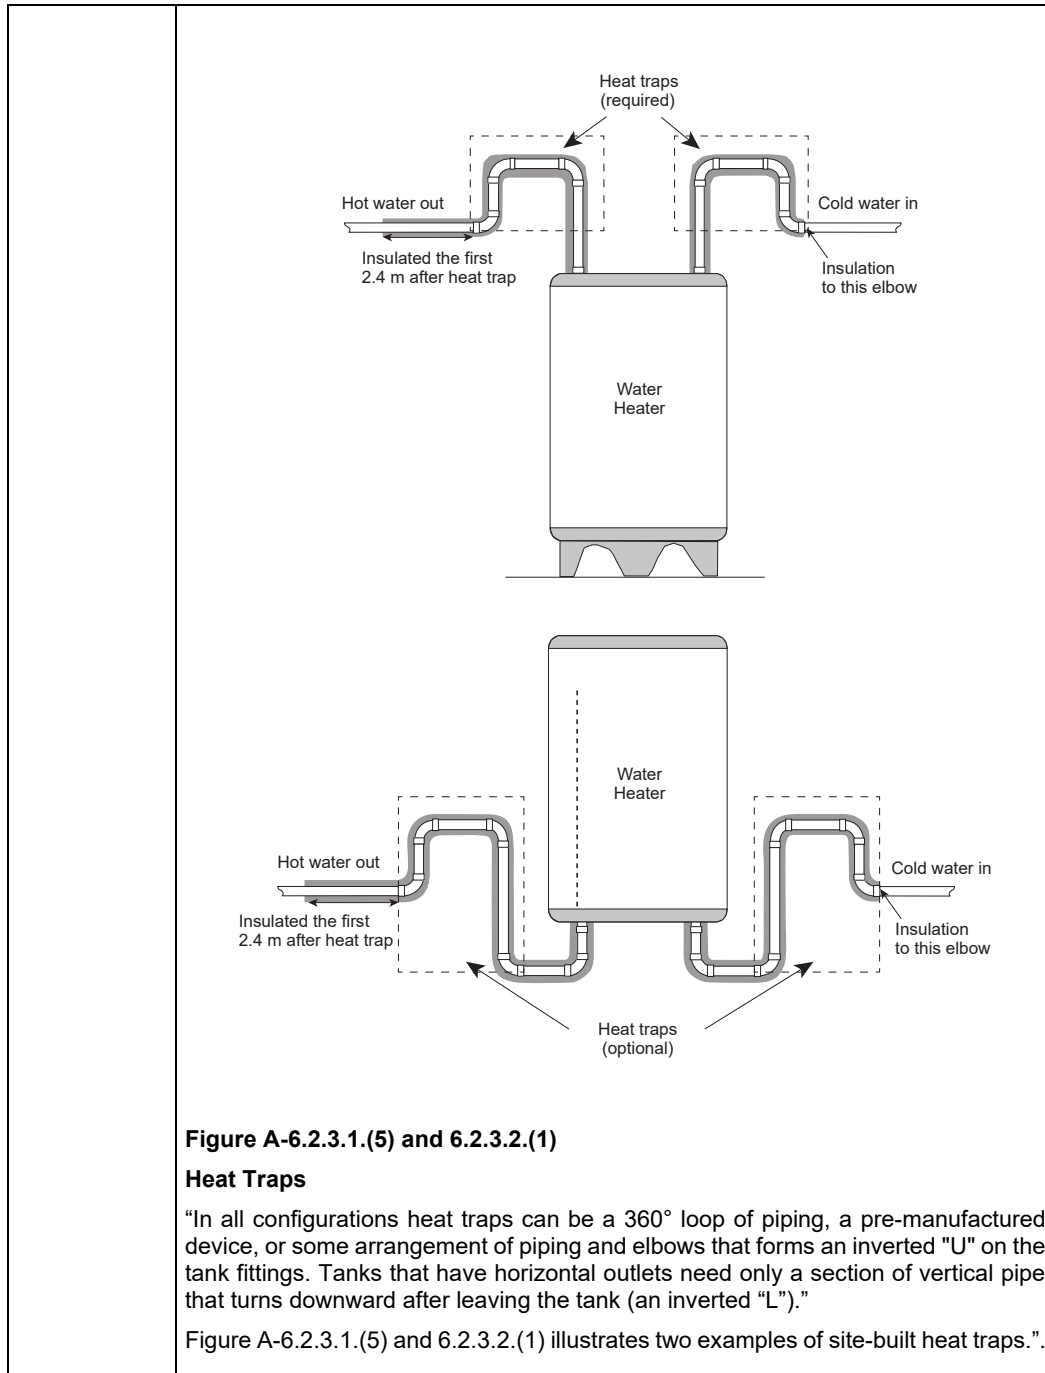 Heat traps
(required)
Hot water out
Cold water in
Insulated the first
2.4 m after heat trap
Insulation
to this elbow
Water
Heater
Water
Heater
Hot water out
Cold water in
Insulated the first
2.4 m after heat trap
Insulation
to this elbow
Heat traps
(optional)
Figure A-6.2.3.1.(5) and 6.2.3.2.(1)
Heat Traps
“In all configurations heat traps can be a 360° loop of piping, a pre-manufactured
device, or some arrangement of piping and elbows that forms an inverted "U" on the
tank fittings. Tanks that have horizontal outlets need only a section of vertical pipe
that turns downward after leaving the tank (an inverted “L”).”
Figure A-6.2.3.1.(5) and 6.2.3.2.(1) illustrates two examples of site-built heat traps.”.